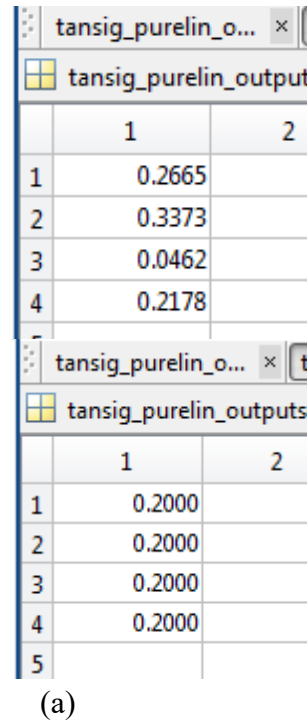 tansig_purelin_o... ×
tansig_purelin_output
1 2
1 0.2665
2 0.3373
3 0.0462
4 0.2178
tansig_purelin_o... × t
tansig_purelin_outputs
1 2
1 0.2000
2 0.2000
3 0.2000
4 0.2000
5
(a)